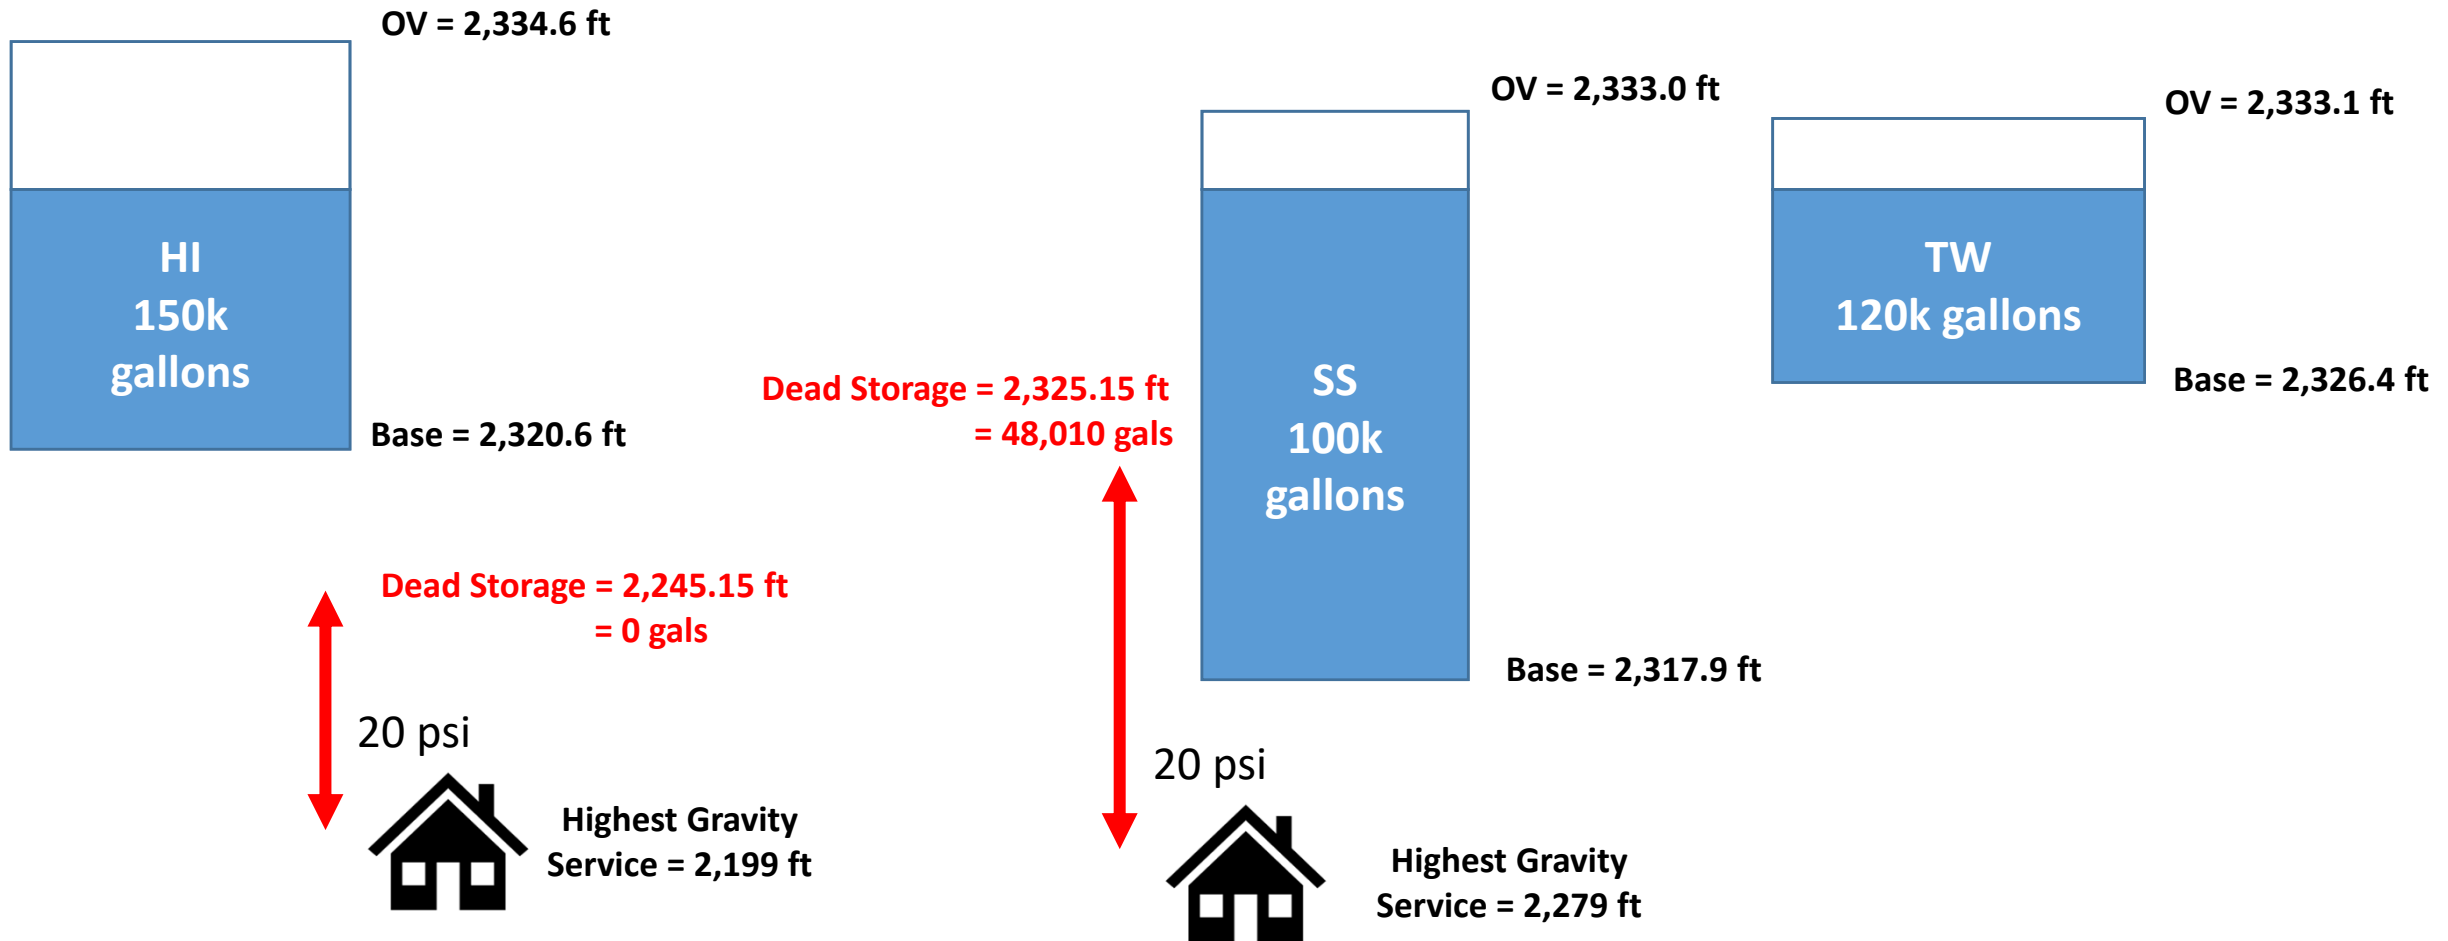 OV = 2,334.6 ft
HI
150k
gallons
Base = 2,320.6 ft
Dead Storage = 2,245.15 ft
= 0 gals
20 psi
Highest Gravity
Service = 2,199 ft
OV = 2,333.0 ft
Dead Storage = 2,325.15 ft
= 48,010 gals
SS
100k
gallons
Base = 2,317.9 ft
20 psi
Highest Gravity
Service = 2,279 ft
OV = 2,333.1 ft
TW
120k gallons
Base = 2,326.4 ft